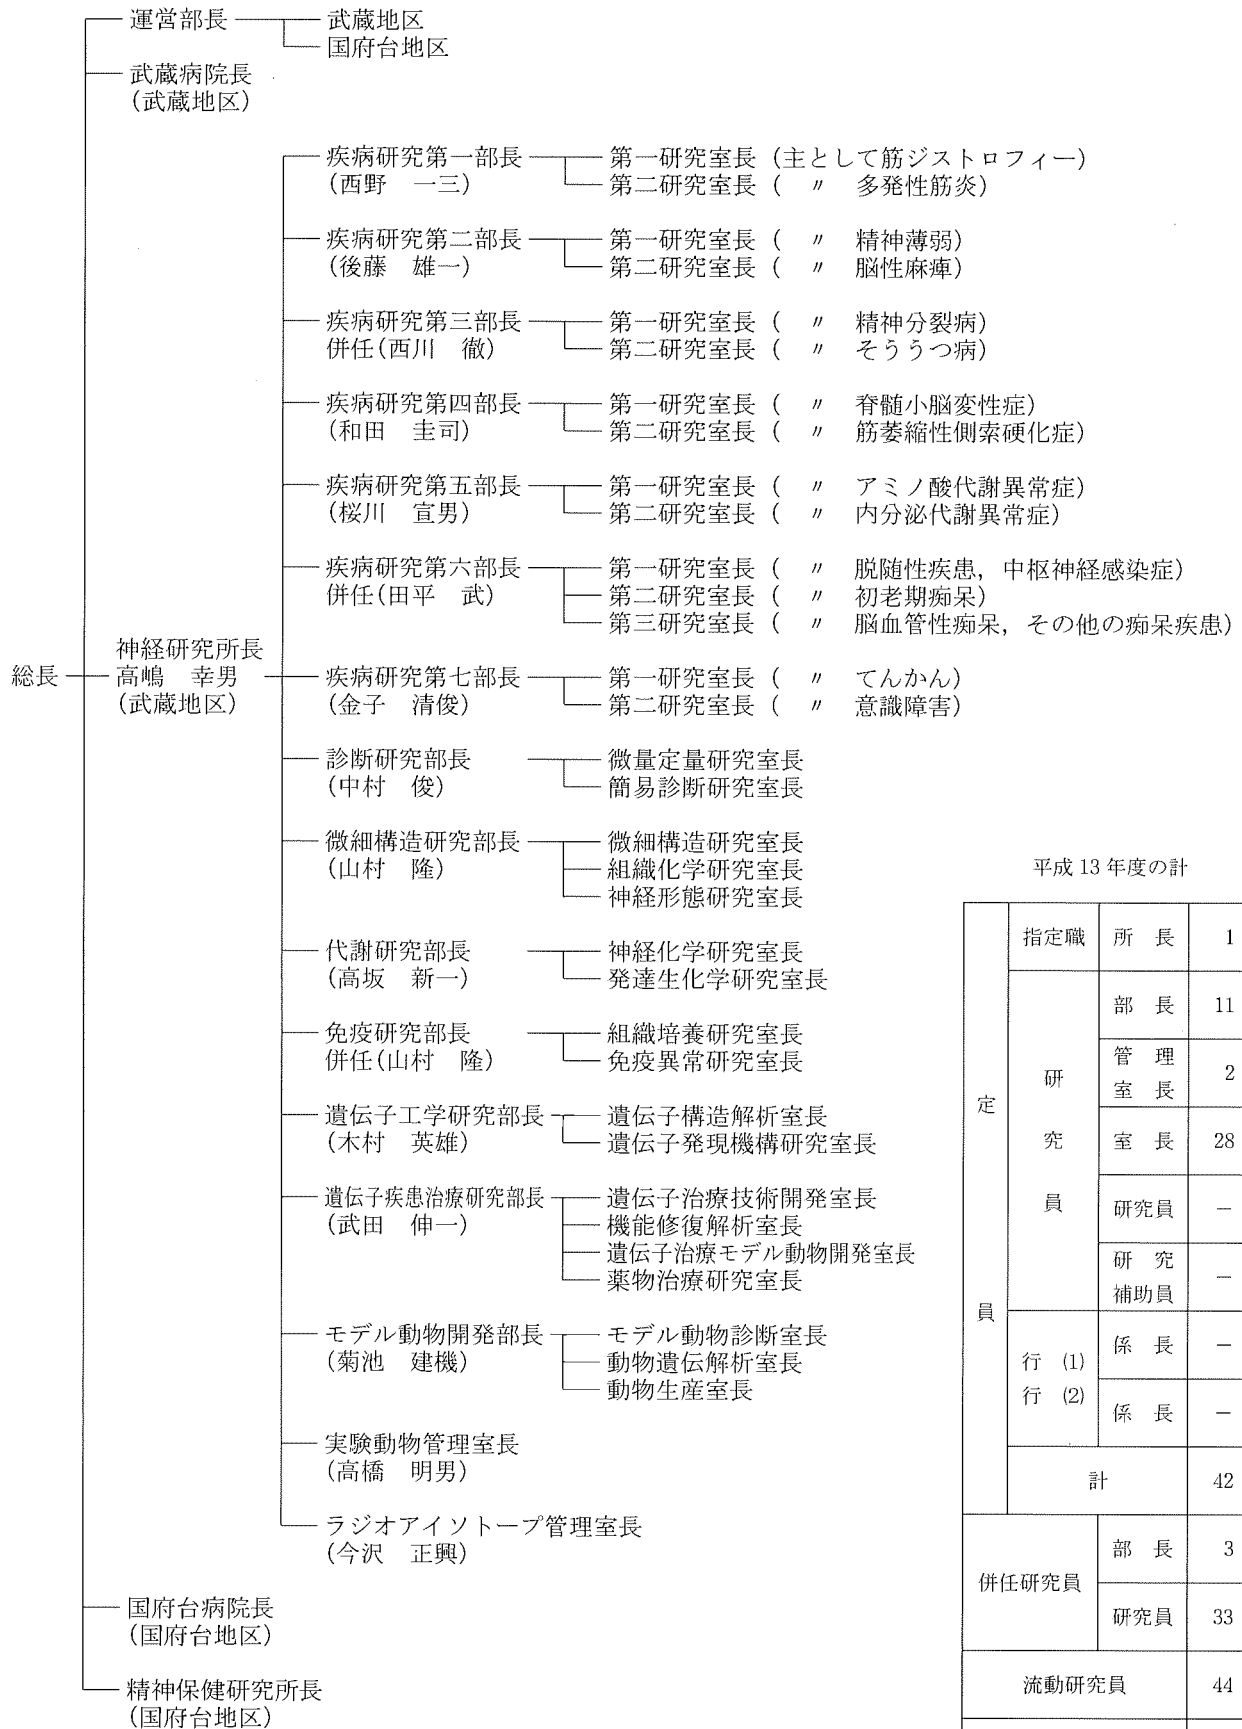 運営部長 武蔵地区
国府台地区
武蔵病院長
(武蔵地区)
疾病研究第一部長 第一研究室長 (主として筋ジストロフィー)
(西野 一三) 第二研究室長 ( 〃 多発性筋炎)
疾病研究第二部長 第一研究室長 ( 〃 精神薄弱)
(後藤 雄一) 第二研究室長 ( 〃 脳性麻痺)
疾病研究第三部長 第一研究室長 ( 〃 精神分裂病)
併任(西川 徹) 第二研究室長 ( 〃 そううつ病)
疾病研究第四部長 第一研究室長 ( 〃 脊髄小脳変性症)
(和田 圭司) 第二研究室長 ( 〃 筋萎縮性側索硬化症)
疾病研究第五部長 第一研究室長 ( 〃 アミノ酸代謝異常症)
(桜川 宣男) 第二研究室長 ( 〃 内分泌代謝異常症)
疾病研究第六部長 第一研究室長 ( 〃 脱随性疾患, 中枢神経感染症)
併任(田平 武) 第二研究室長 ( 〃 初老期痴呆)
第三研究室長 ( 〃 脳血管性痴呆, その他の痴呆疾患)
総長
神経研究所長
高嶋 幸男
(武蔵地区)
疾病研究第七部長 第一研究室長 ( 〃 てんかん)
(金子 清俊) 第二研究室長 ( 〃 意識障害)
診断研究部長 微量定量研究室長
(中村 俊) 簡易診断研究室長
微細構造研究部長 微細構造研究室長
(山村 隆) 組織化学研究室長
神経形態研究室長
代謝研究部長 神経化学研究室長
(高坂 新一) 発達生化学研究室長
免疫研究部長 組織培養研究室長
併任(山村 隆) 免疫異常研究室長
遺伝子工学研究部長 遺伝子構造解析室長
(木村 英雄) 遺伝子発現機構研究室長
遺伝子疾患治療研究部長 遺伝子治療技術開発室長
(武田 伸一) 機能修復解析室長
遺伝子治療モデル動物開発室長
薬物治療研究室長
モデル動物開発部長 モデル動物診断室長
(菊池 建機) 動物遺伝解析室長
動物生産室長
実験動物管理室長
(高橋 明男)
ラジオアイソトープ管理室長
(今沢 正興)
国府台病院長
(国府台地区)
精神保健研究所長
(国府台地区)
平成 13 年度の計
定員
指定職 所 長 1
研究員
部 長 11
管 理
室 長 2
室 長 28
研究員 −
研 究
補助員 −
行 (1) 係 長 −
行 (2) 係 長 −
計 42
併任研究員 部 長 3
研究員 33
流動研究員 44